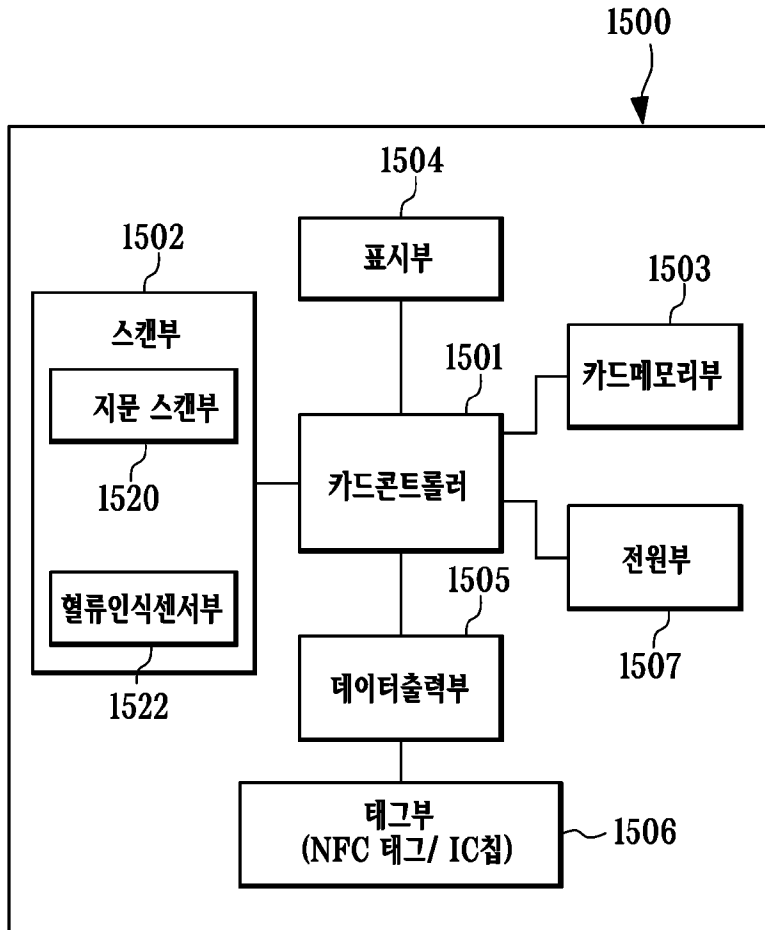 1500
1504
표시부
1502
스캔부
지문 스캔부
1520
혈류인식센서부
1522
1503
카드메모리부
1501
카드콘트롤러
전원부
1507
1505
데이터출력부
태그부
(NFC 태그/ IC칩)
1506